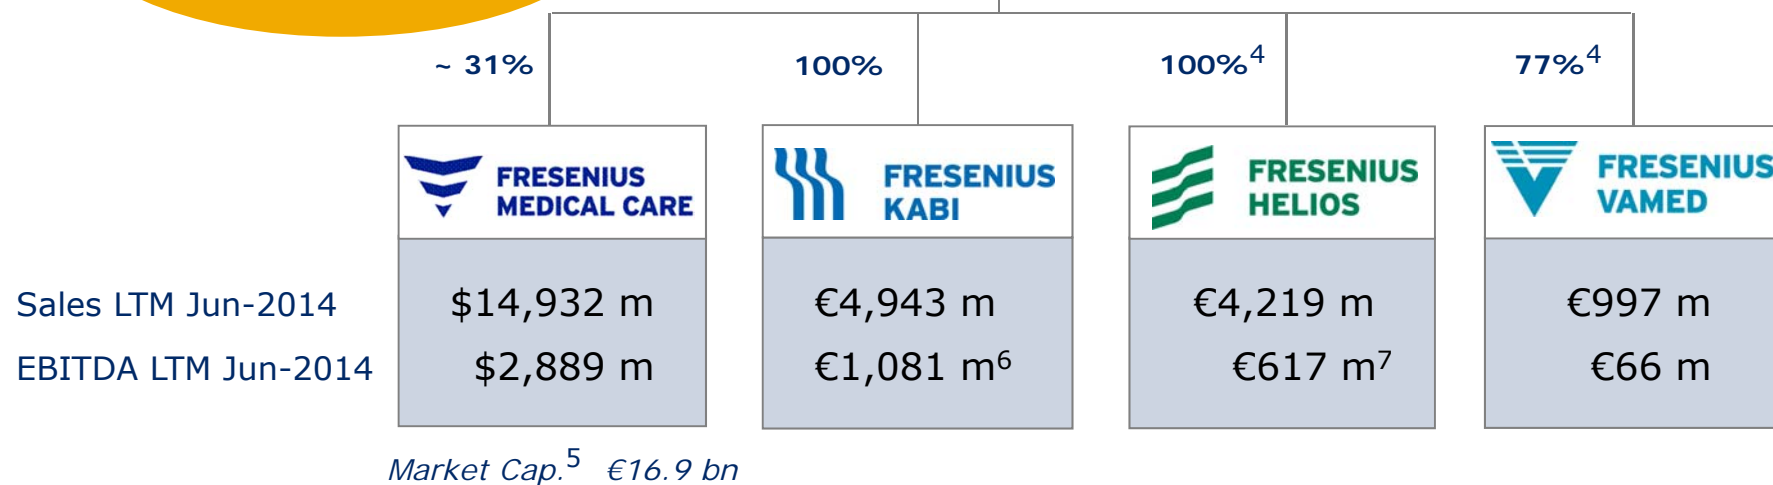 ~ 31% 100% 100%4 77%4
FRESENIUS MEDICAL CARE FRESENIUS KABI FRESENIUS HELIOS FRESENIUS VAMED
Sales LTM Jun-2014 $14,932 m €4,943 m €4,219 m €997 m
EBITDA LTM Jun-2014 $2,889 m €1,081 m6 €617 m7 €66 m
Market Cap.5 €16.9 bn